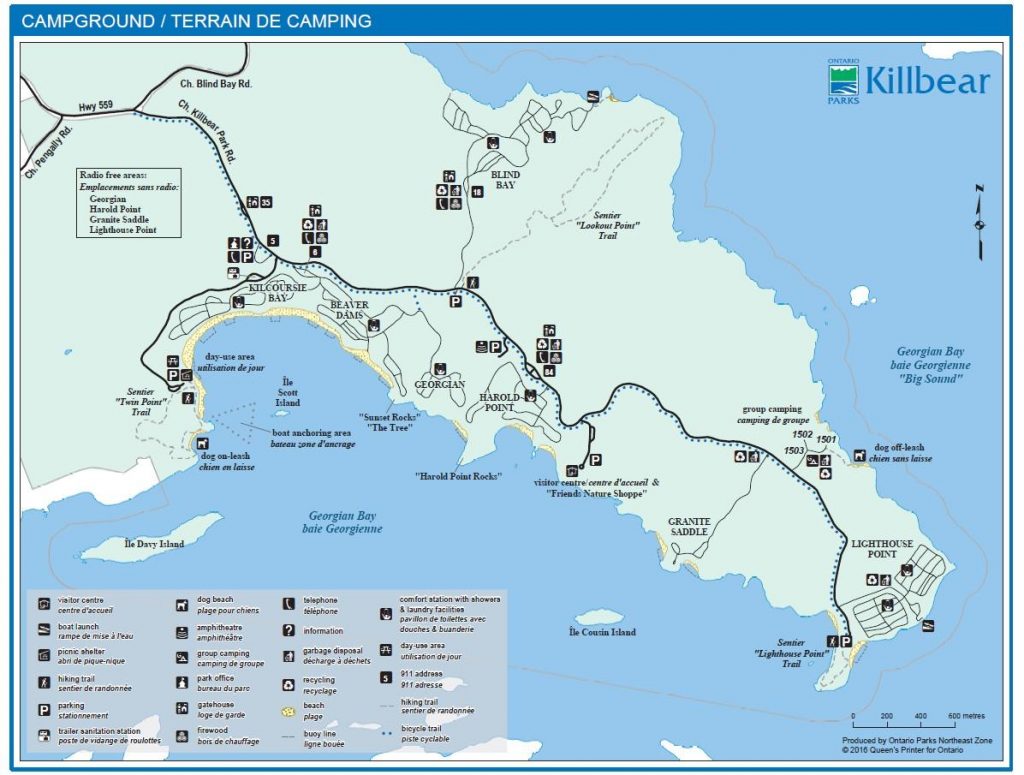 CAMPGROUND / TERRAIN DE CAMPING
ONTARIO
PARKS
Killbear
Ch. Blind Bay Rd.
Hwy 559
Ch. Killbear Park Rd.
Ch. Pengally Rd.
Radio free areas:
Emplacements sans radio:
Georgian
Harold Point
Granite Saddle
Lighthouse Point
BLIND
BAY
18
35
Sentier
"Lookout Point"
Trail
N
5
6
KILCOURSIE
BAY
BEAVER
DAMS
84
day-use area
utilisation de jour
Sentier
"Twin Point"
Trail
Île
Scott
Island
GEORGIAN
HAROLD
POINT
"Sunset Rocks"
"The Tree"
Georgian Bay
baie Georgienne
"Big Sound"
boat anchoring area
bateau zone d'ancrage
dog on-leash
chien en laisse
"Harold Point Rocks"
visitor centre/centre d'accueil &
"Friends Nature Shoppe"
group camping
camping de groupe
1502
1501
1503
dog off-leash
chien sans laisse
Georgian Bay
baie Georgienne
Île Davy Island
GRANITE
SADDLE
LIGHTHOUSE
POINT
Île Cousin Island
Sentier
"Lighthouse Point"
Trail
visitor centre
centre d'accueil
boat launch
rampe de mise à l'eau
picnic shelter
abri de pique-nique
hiking trail
sentier de randonnée
parking
stationnement
trailer sanitation station
poste de vidange de roulottes
dog beach
plage pour chiens
amphitheatre
amphithéâtre
group camping
camping de groupe
park office
bureau du parc
gatehouse
loge de garde
firewood
bois de chauffage
telephone
téléphone
information
garbage disposal
décharge à déchets
recycling
recyclage
beach
plage
buoy line
ligne bouée
comfort station with showers
& laundry facilities
pavillon de toilettes avec
douches & buanderie
day-use area
utilisation de jour
5
911 address
911 adresse
hiking trail
sentier de randonnée
bicycle trail
piste cyclable
0 200 400 600 metres
Produced by Ontario Parks Northeast Zone
© 2016 Queen's Printer for Ontario